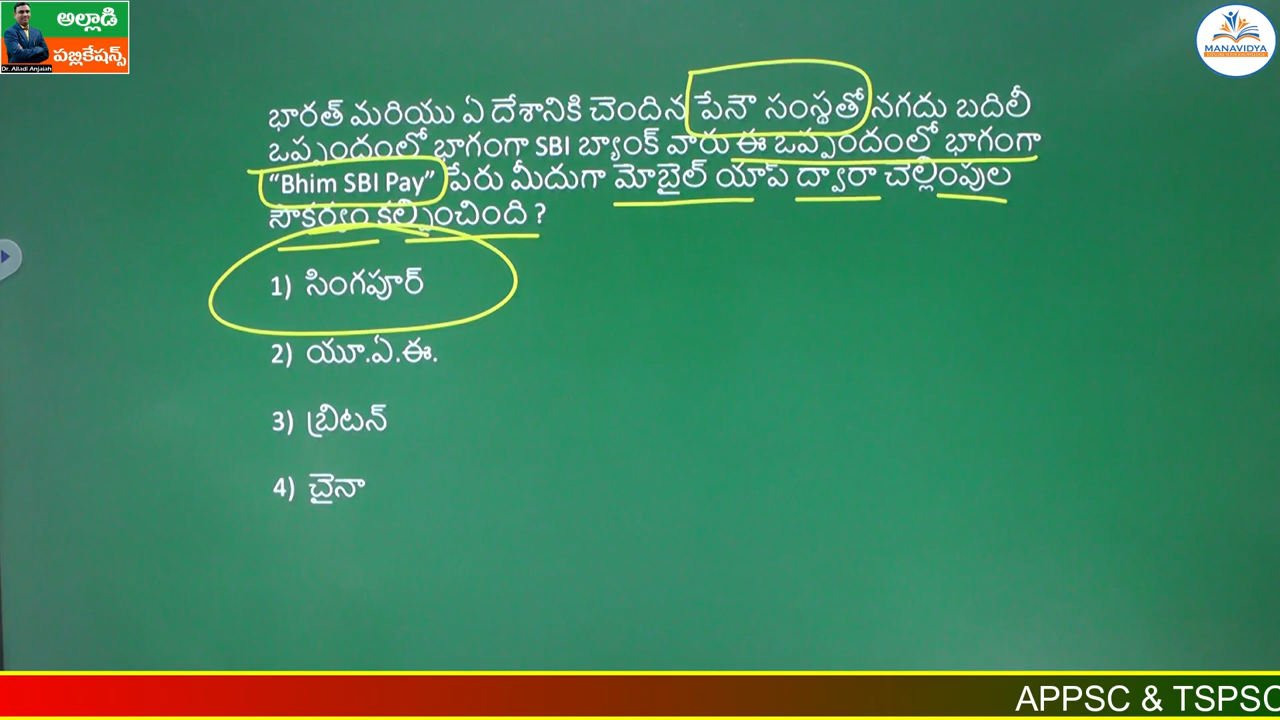 అల్లాడి
పబ్లికేషన్స్
Dr. Alladi Anjaiah
MANAVIDYA
భారత్ మరియు ఏ దేశానికి చెందిన పేనౌ సంస్థతో నగదు బదిలీ
ఒప్పందంలో భాగంగా SBI బ్యాంక్ వారు ఈ ఒప్పందంలో భాగంగా
“Bhim SBI Pay” పేరు మీదుగా మోబైల్ యాప్ ద్వారా చెల్లింపుల
సౌకర్యం కల్పించింది ?
1) సింగపూర్
2) యూ.ఏ.ఈ.
3) బ్రిటన్
4) చైనా
APPSC & TSPSC